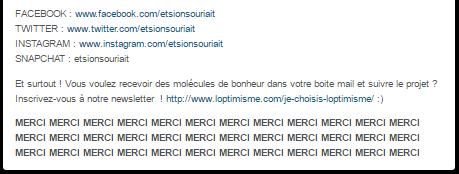 FACEBOOK : www.facebook.com/etsionsouriait
TWITTER : www.twitter.com/etsionsouriait
INSTAGRAM : www.instagram.com/etsionsouriait
SNAPCHAT : etsionsouriait
Et surtout ! Vous voulez recevoir des molécules de bonheur dans votre boite mail et suivre le projet ?
Inscrivez-vous à notre newsletter ! http://www.loptimisme.com/je-choisis-loptimisme/ :)
MERCI MERCI MERCI MERCI MERCI MERCI MERCI MERCI MERCI MERCI MERCI MERCI
MERCI MERCI MERCI MERCI MERCI MERCI MERCI MERCI MERCI MERCI MERCI MERCI
MERCI MERCI MERCI MERCI MERCI MERCI MERCI MERCI MERCI MERCI MERCI MERCI